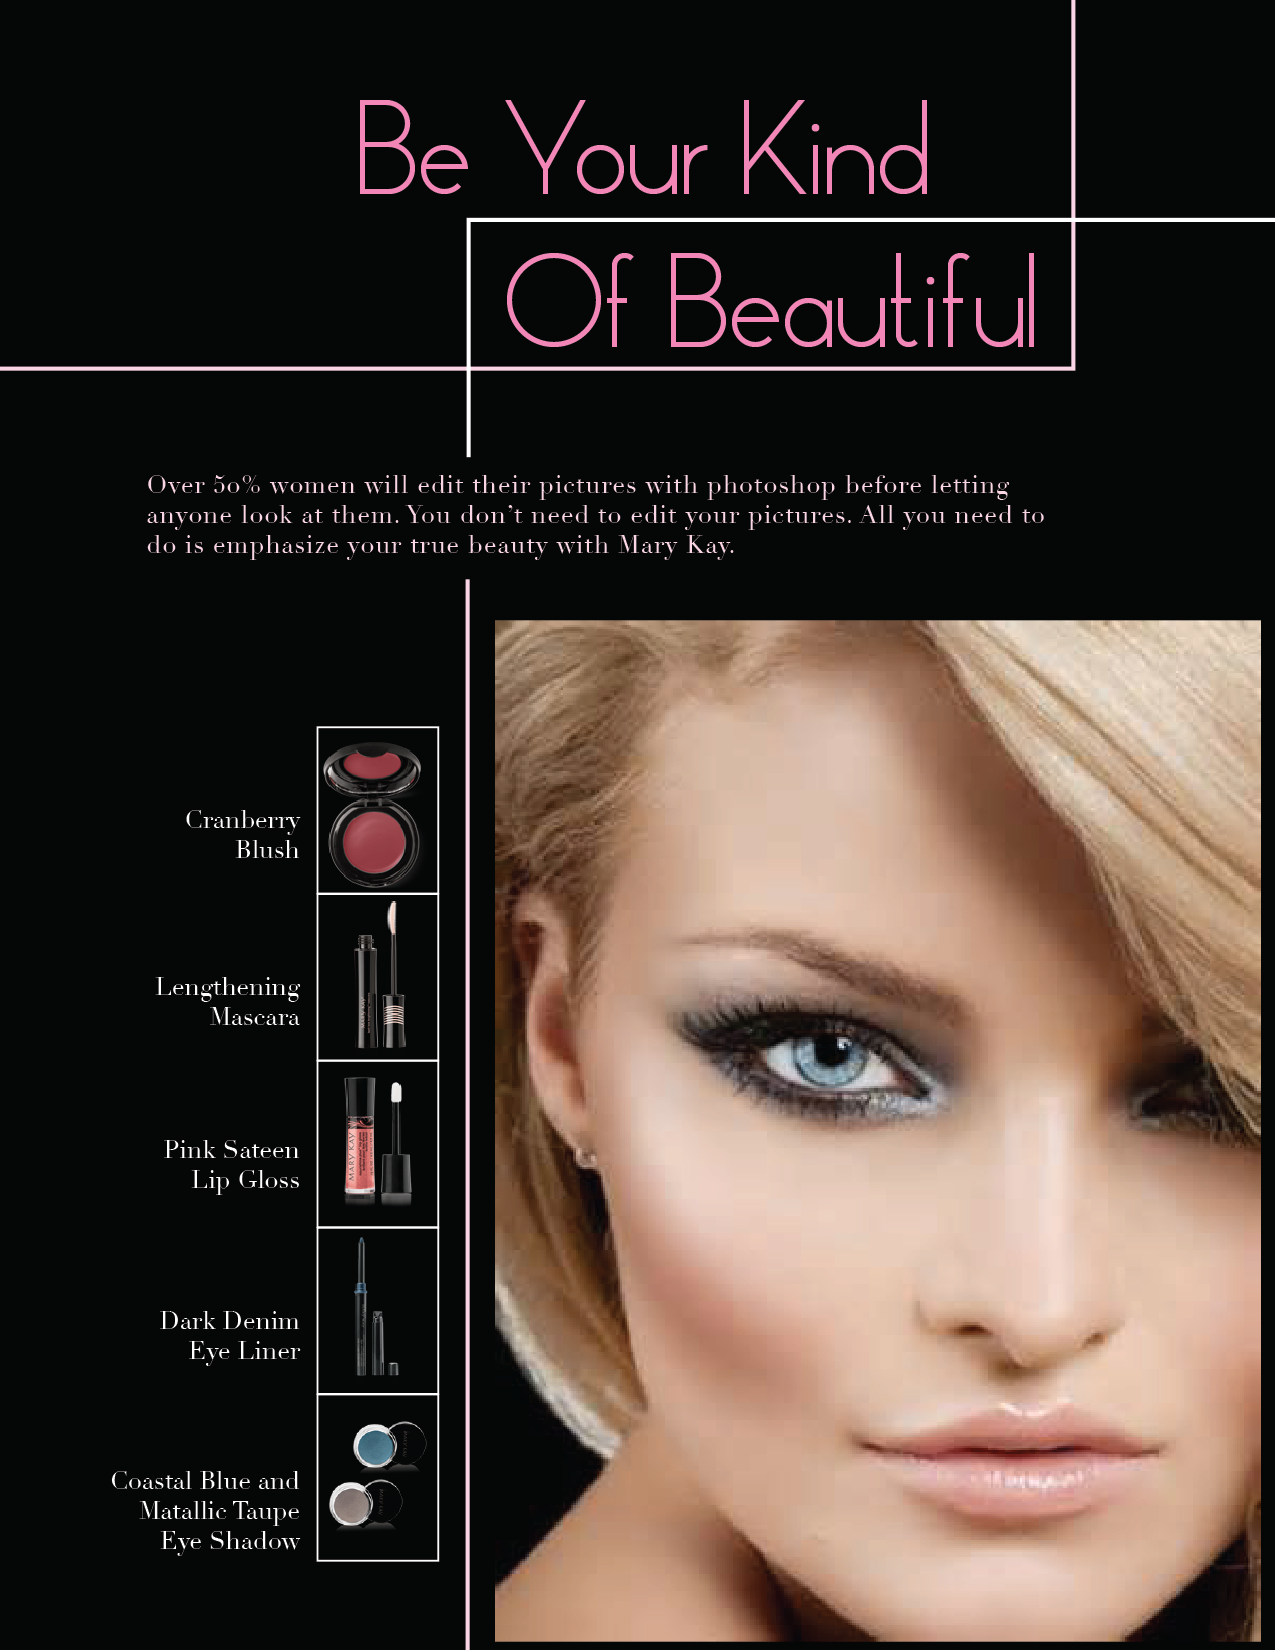 Be Your Kind
Of Beautiful
Over 50% women will edit their pictures with photoshop before letting
anyone look at them. You don't need to edit your pictures. All you need to
do is emphasize your true beauty with Mary Kay.
Cranberry
Blush
Lengthening
Mascara
Pink Sateen
Lip Gloss
MARY KAY
Dark Denim
Eye Liner
Coastal Blue and
Matallic Taupe
Eye Shadow